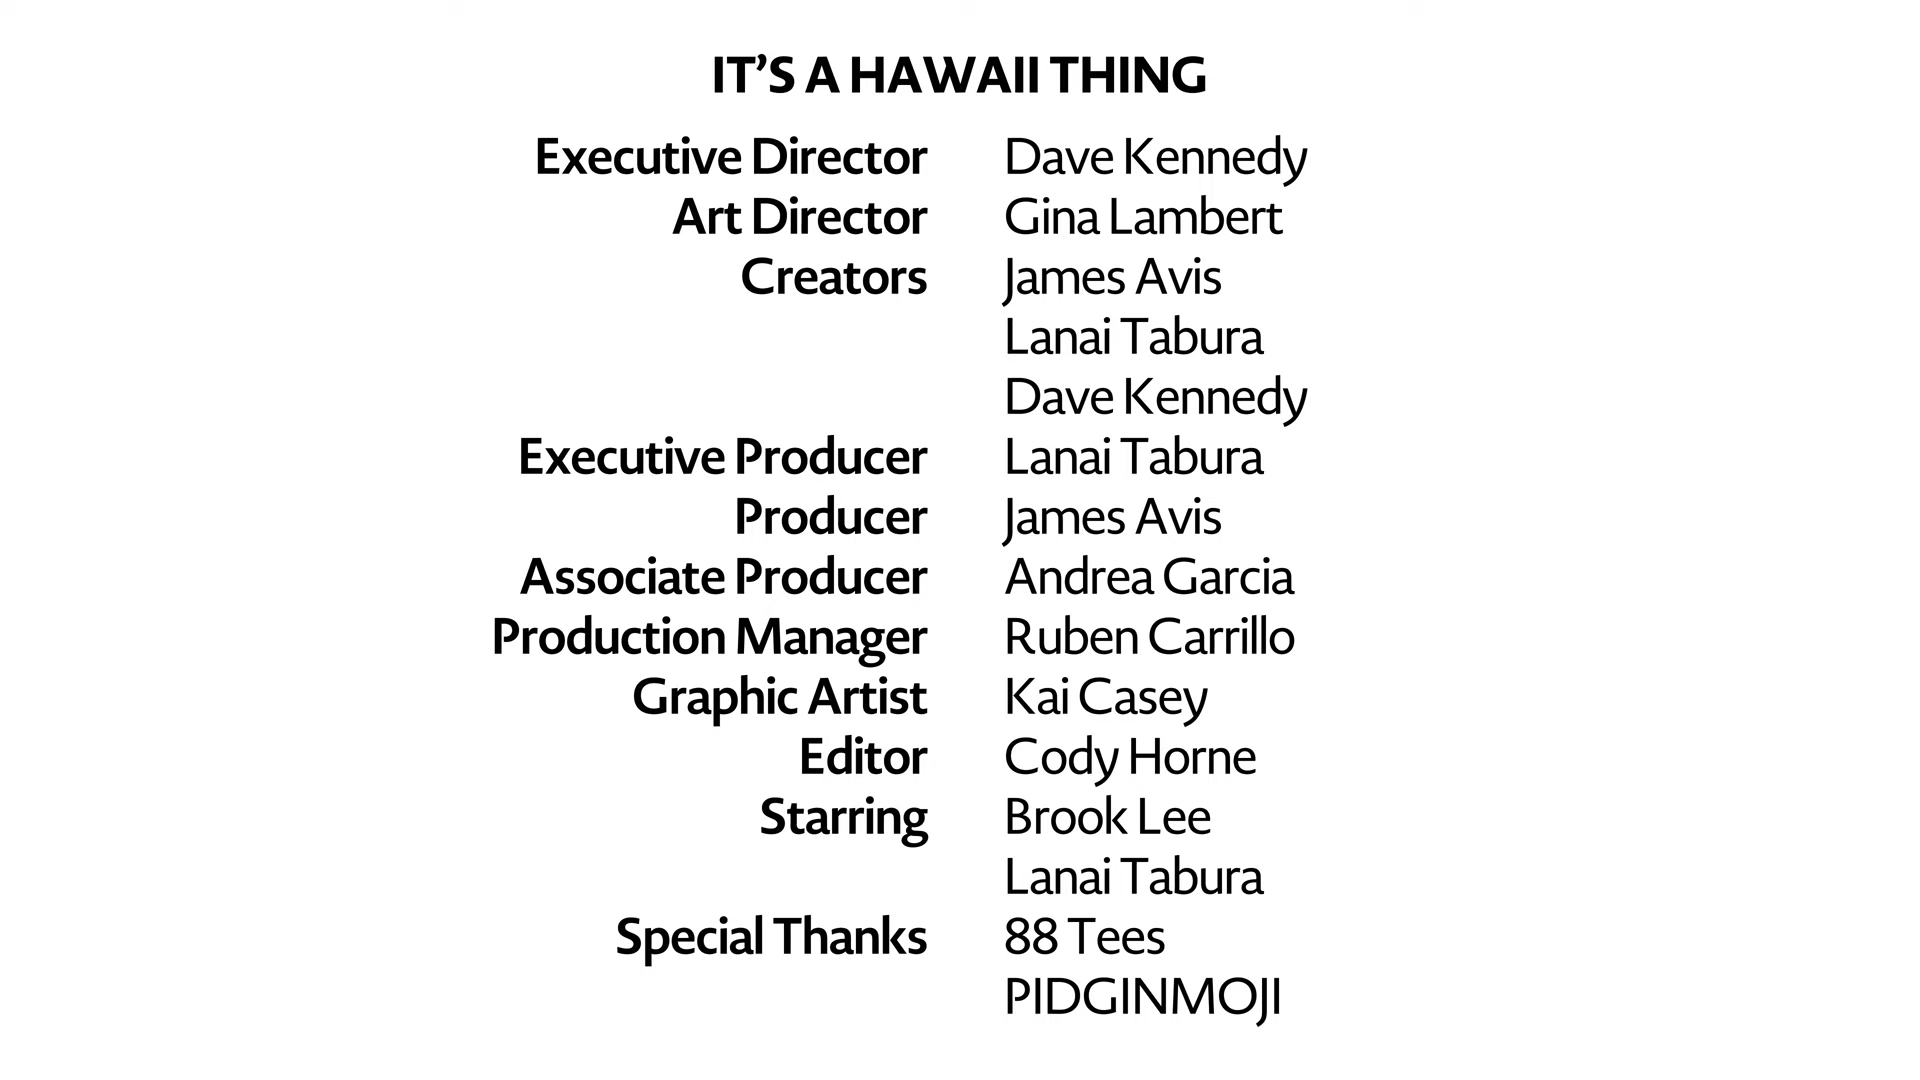 IT’S A HAWAII THING
Executive Director Dave Kennedy
Art Director Gina Lambert
Creators James Avis
Lanai Tabura
Dave Kennedy
Executive Producer Lanai Tabura
Producer James Avis
Associate Producer Andrea Garcia
Production Manager Ruben Carrillo
Graphic Artist Kai Casey
Editor Cody Horne
Starring Brook Lee
Lanai Tabura
Special Thanks 88 Tees
PIDGINMOJI